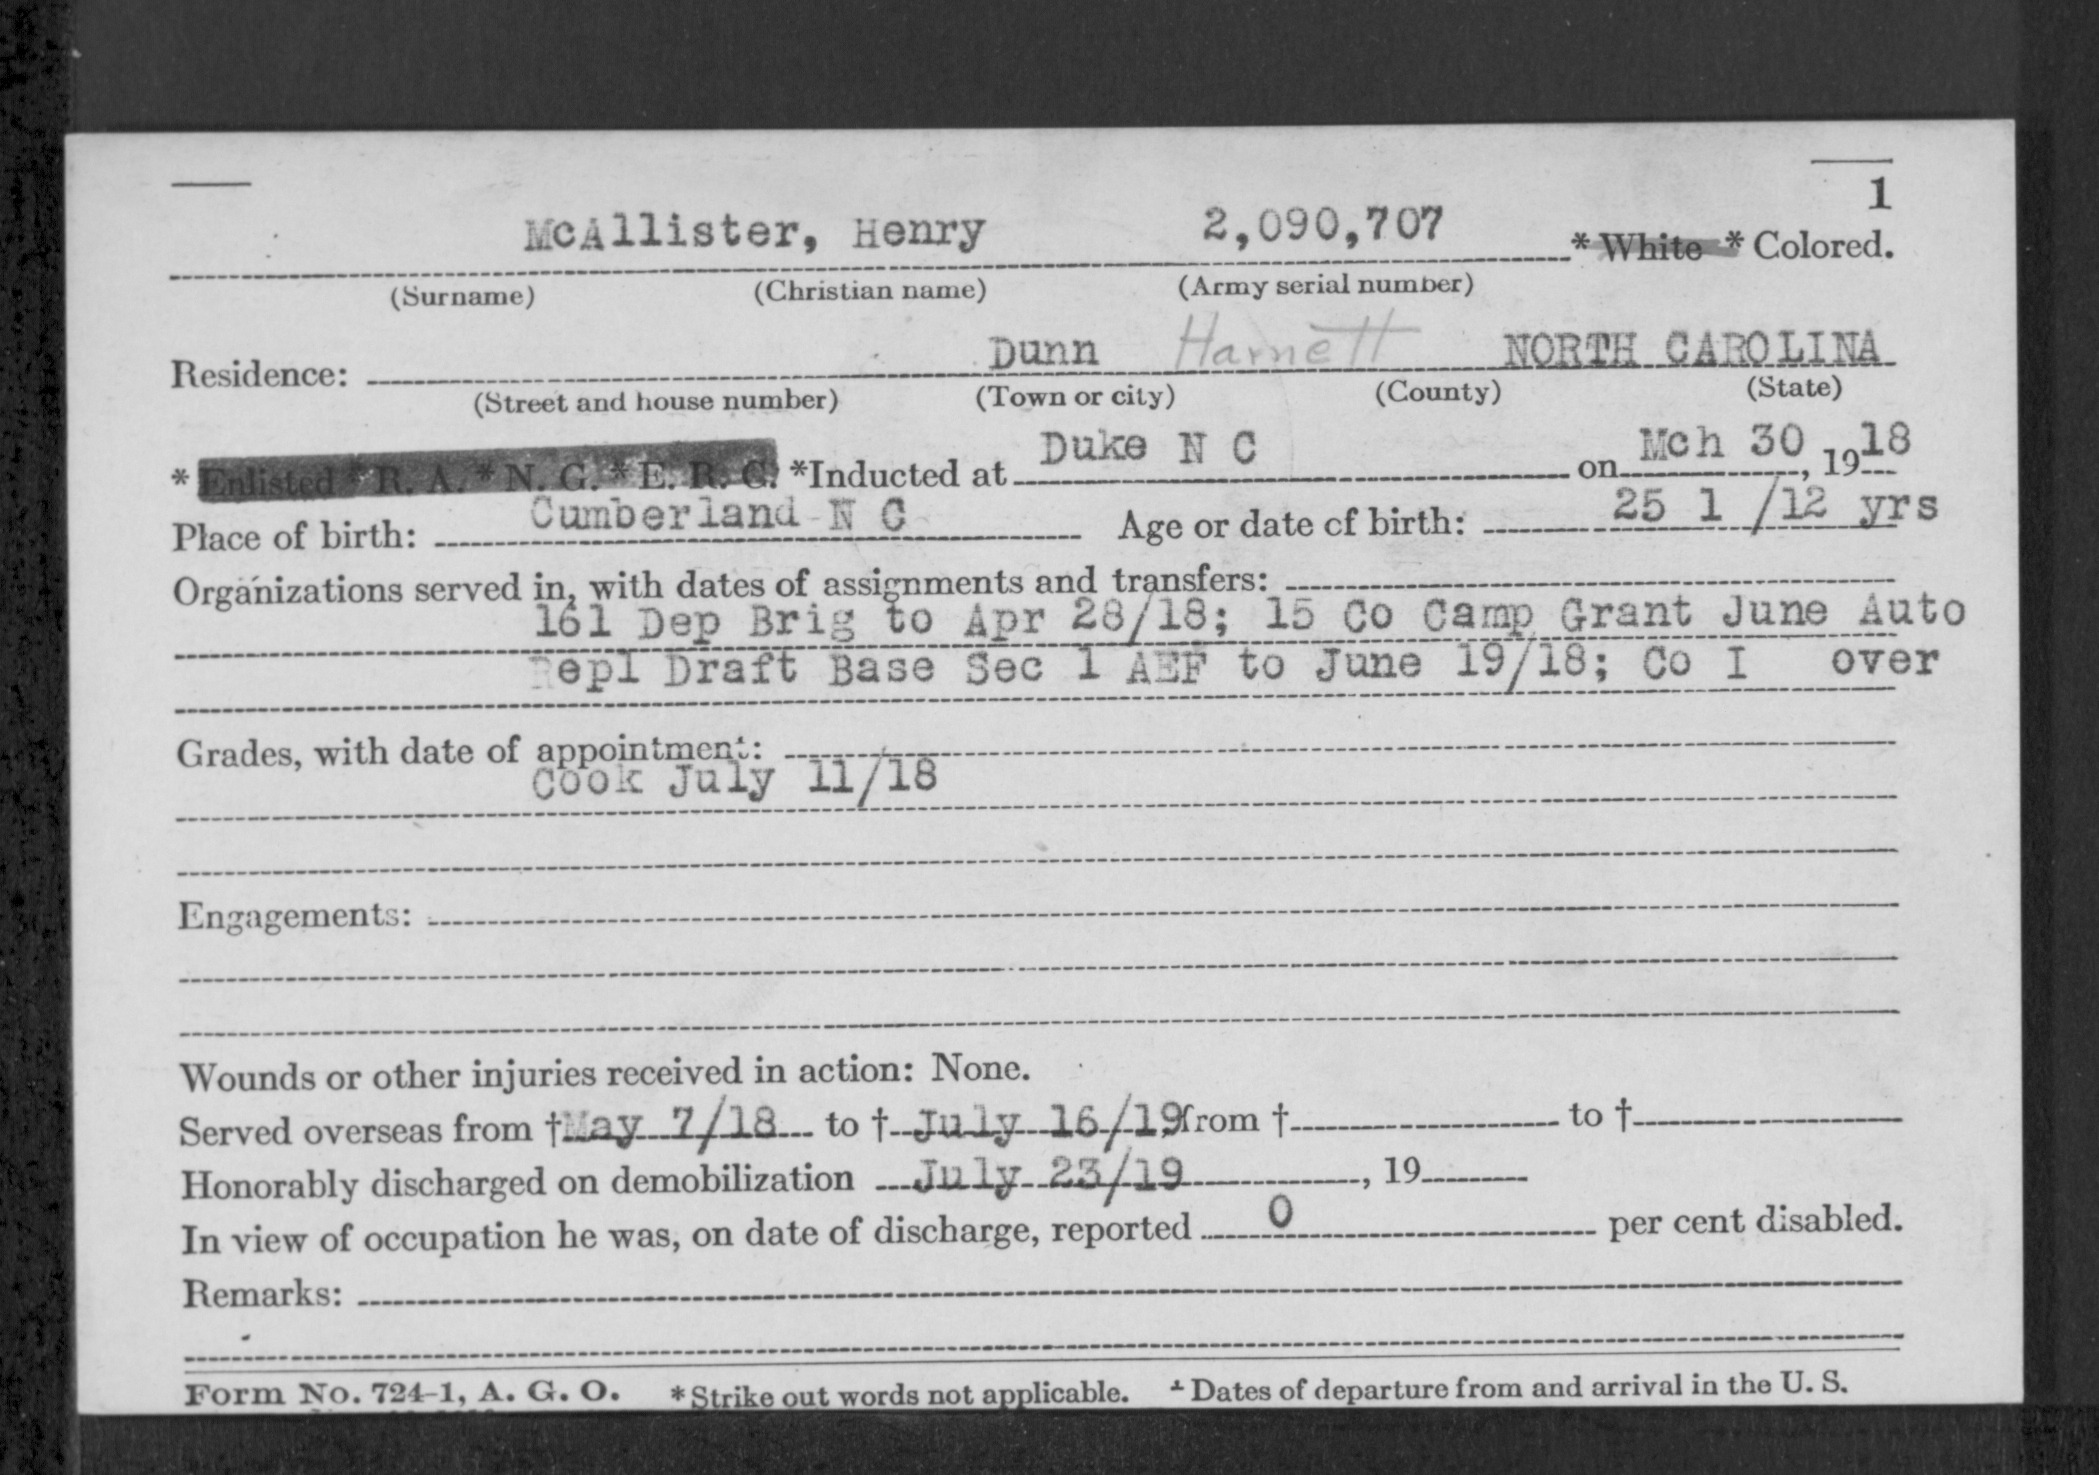 1
McAllister, Henry 2,090,707 * White * Colored.
(Surname) (Christian name) (Army serial number)
Residence: Dunn Harnett NORTH CAROLINA
(Street and house number) (Town or city) (County) (State)
* Enlisted * R. A. * N. G. * E. R. C. *Inducted at Duke N C on Mch 30, 1918
Place of birth: Cumberland N C Age or date of birth: 25 1 /12 yrs
Organizations served in, with dates of assignments and transfers:
161 Dep Brig to Apr 28/18; 15 Co Camp Grant June Auto
Repl Draft Base Sec 1 AEF to June 19/18; Co I over
Grades, with date of appointment:
Cook July 11/18
Engagements:
Wounds or other injuries received in action: None.
Served overseas from † May 7/18 to † July 16/19, from † to †
Honorably discharged on demobilization July 23/19, 19
In view of occupation he was, on date of discharge, reported 0 per cent disabled.
Remarks:
Form No. 724-1, A. G. O. *Strike out words not applicable. † Dates of departure from and arrival in the U. S.